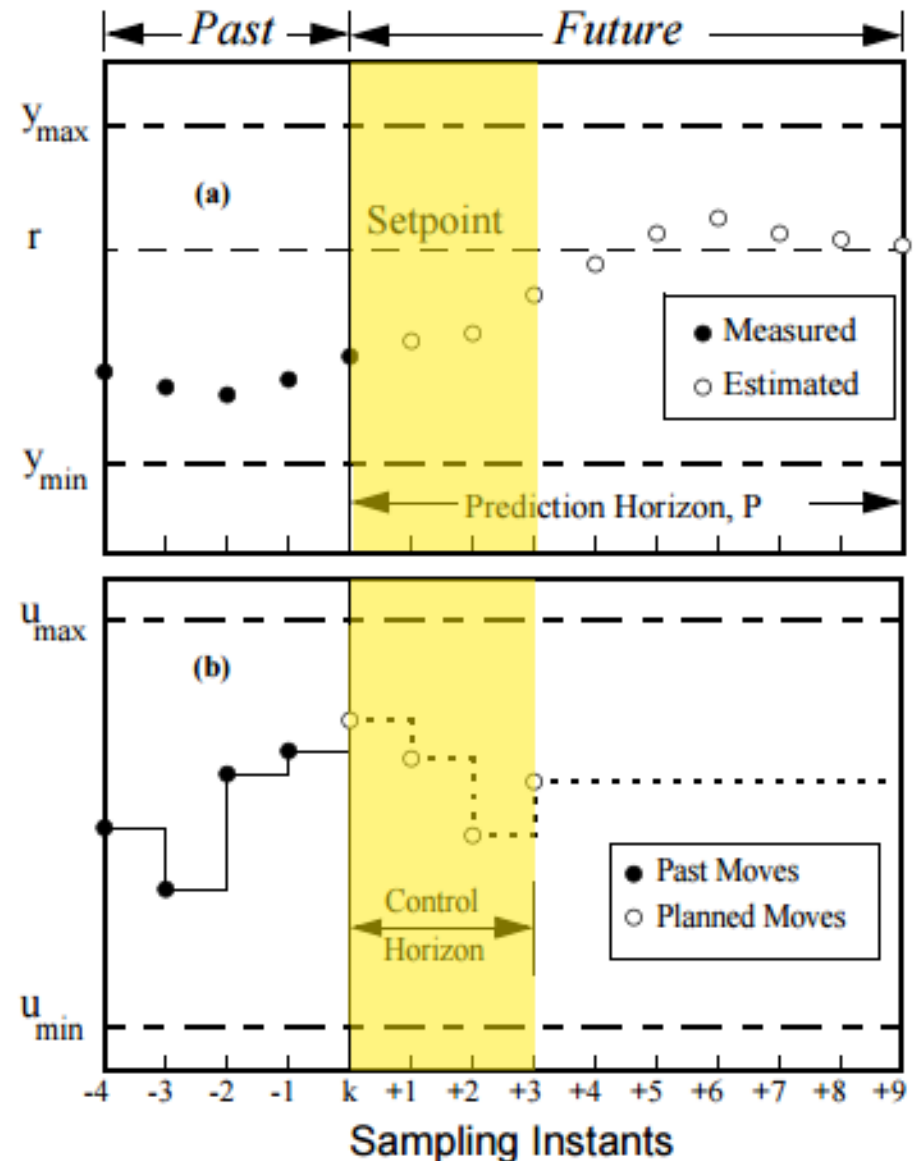 Past
Future
y max
(a)
r
Setpoint
Measured
Estimated
y min
Prediction Horizon, P
u max
(b)
Past Moves
Planned Moves
Control
Horizon
u min
-4 -3 -2 -1 k +1 +2 +3 +4 +5 +6 +7 +8 +9
Sampling Instants